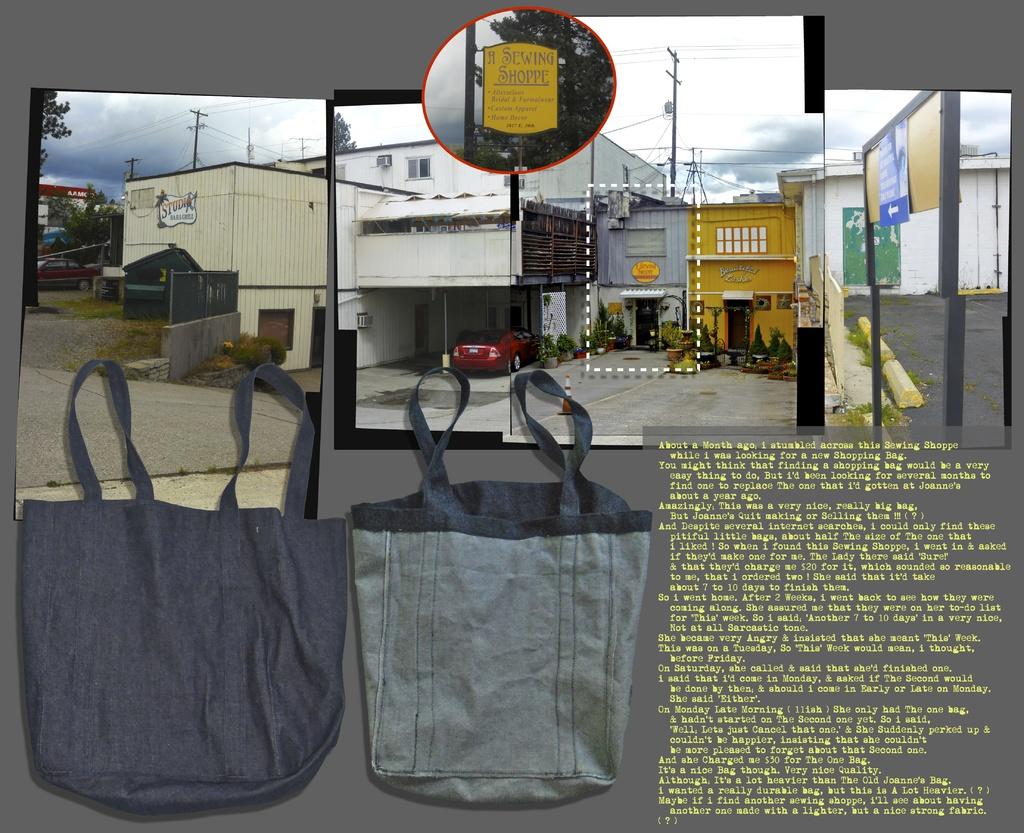 A SEWING
SHOPPE
• Alterations
Bridal & Formalwear
• Custom Apparel
• Home Decor
AAMCO
STUDIO
BAR & GRILL
A SEWING
SHOPPE
Beautiful
About a Month ago, i stumbled across this Sewing Shoppe
while i was looking for a new Shopping Bag.
You might think that finding a shopping bag would be a very
easy thing to do, But i'd been looking for several months to
find one to replace The one that i'd gotten at Joanne's
about a year ago.
Amazingly; This was a very nice, really big bag,
But Joanne's Quit making or Selling them !!! ( ? )
And Despite several internet searches, i could only find these
pitiful little bags, about half The size of The one that
i liked ! So when i found this Sewing Shoppe, i went in & asked
if they'd make one for me. The Lady there said 'Sure!'
& that they'd charge me $20 for it, which sounded so reasonable
to me, that i ordered two ! She said that it'd take
about 7 to 10 days to finish them.
So i went home. After 2 Weeks, i went back to see how they were
coming along. She assured me that they were on her to-do list
for 'This' week. So i said; 'Another 7 to 10 days' in a very nice,
Not at all Sarcastic tone.
She became very Angry & insisted that she meant 'This' Week.
This was on a Tuesday, So 'This' Week would mean, i thought,
before Friday.
On Saturday, she called & said that she'd finished one.
i said that i'd come in Monday, & asked if The Second would
be done by then; & should i come in Early or Late on Monday.
She said 'Either'.
On Monday Late Morning ( 11ish ) She only had The one bag,
& hadn't started on The Second one yet. So i said,
'Well; Lets just Cancel that one.' & She Suddenly perked up &
couldn't be happier, insisting that she couldn't
be more pleased to forget about that Second one.
And she Charged me $30 for The One Bag.
It's a nice Bag though. Very nice Quality.
Although; It's a lot heavier than The Old Joanne's Bag.
i wanted a really durable bag, but this is A Lot Heavier. ( ? )
Maybe if i find another sewing shoppe, i'll see about having
another one made with a lighter, but a nice strong fabric.
( ? )